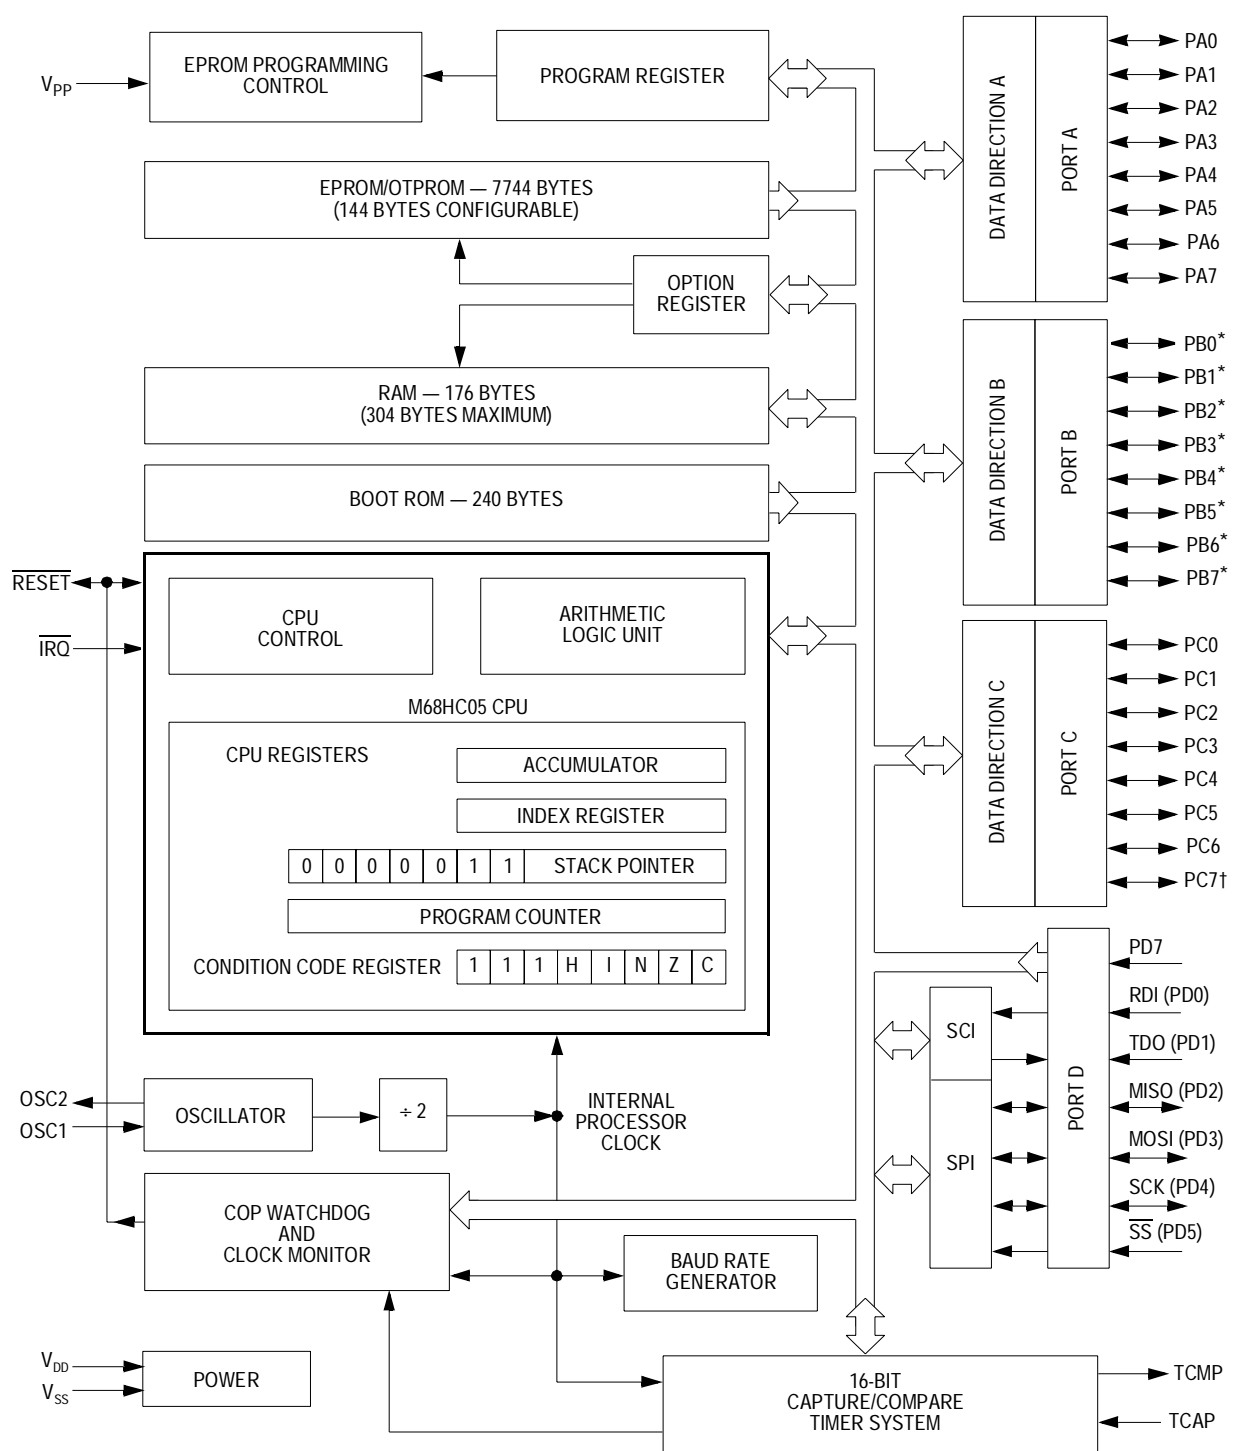 V_PP
EPROM PROGRAMMING
CONTROL
PROGRAM REGISTER
EPROM/OTPROM — 7744 BYTES
(144 BYTES CONFIGURABLE)
OPTION
REGISTER
RAM — 176 BYTES
(304 BYTES MAXIMUM)
BOOT ROM — 240 BYTES
RESET
IRQ
CPU
CONTROL
ARITHMETIC
LOGIC UNIT
M68HC05 CPU
CPU REGISTERS
ACCUMULATOR
INDEX REGISTER
0 0 0 0 0 1 1 STACK POINTER
PROGRAM COUNTER
CONDITION CODE REGISTER 1 1 1 H I N Z C
OSC2
OSC1
OSCILLATOR
÷ 2
INTERNAL
PROCESSOR
CLOCK
COP WATCHDOG
AND
CLOCK MONITOR
BAUD RATE
GENERATOR
V_DD
V_SS
POWER
16-BIT
CAPTURE/COMPARE
TIMER SYSTEM
TCMP
TCAP
DATA DIRECTION A
PORT A
PA0
PA1
PA2
PA3
PA4
PA5
PA6
PA7
DATA DIRECTION B
PORT B
PB0*
PB1*
PB2*
PB3*
PB4*
PB5*
PB6*
PB7*
DATA DIRECTION C
PORT C
PC0
PC1
PC2
PC3
PC4
PC5
PC6
PC7†
SCI
SPI
PORT D
PD7
RDI (PD0)
TDO (PD1)
MISO (PD2)
MOSI (PD3)
SCK (PD4)
SS (PD5)